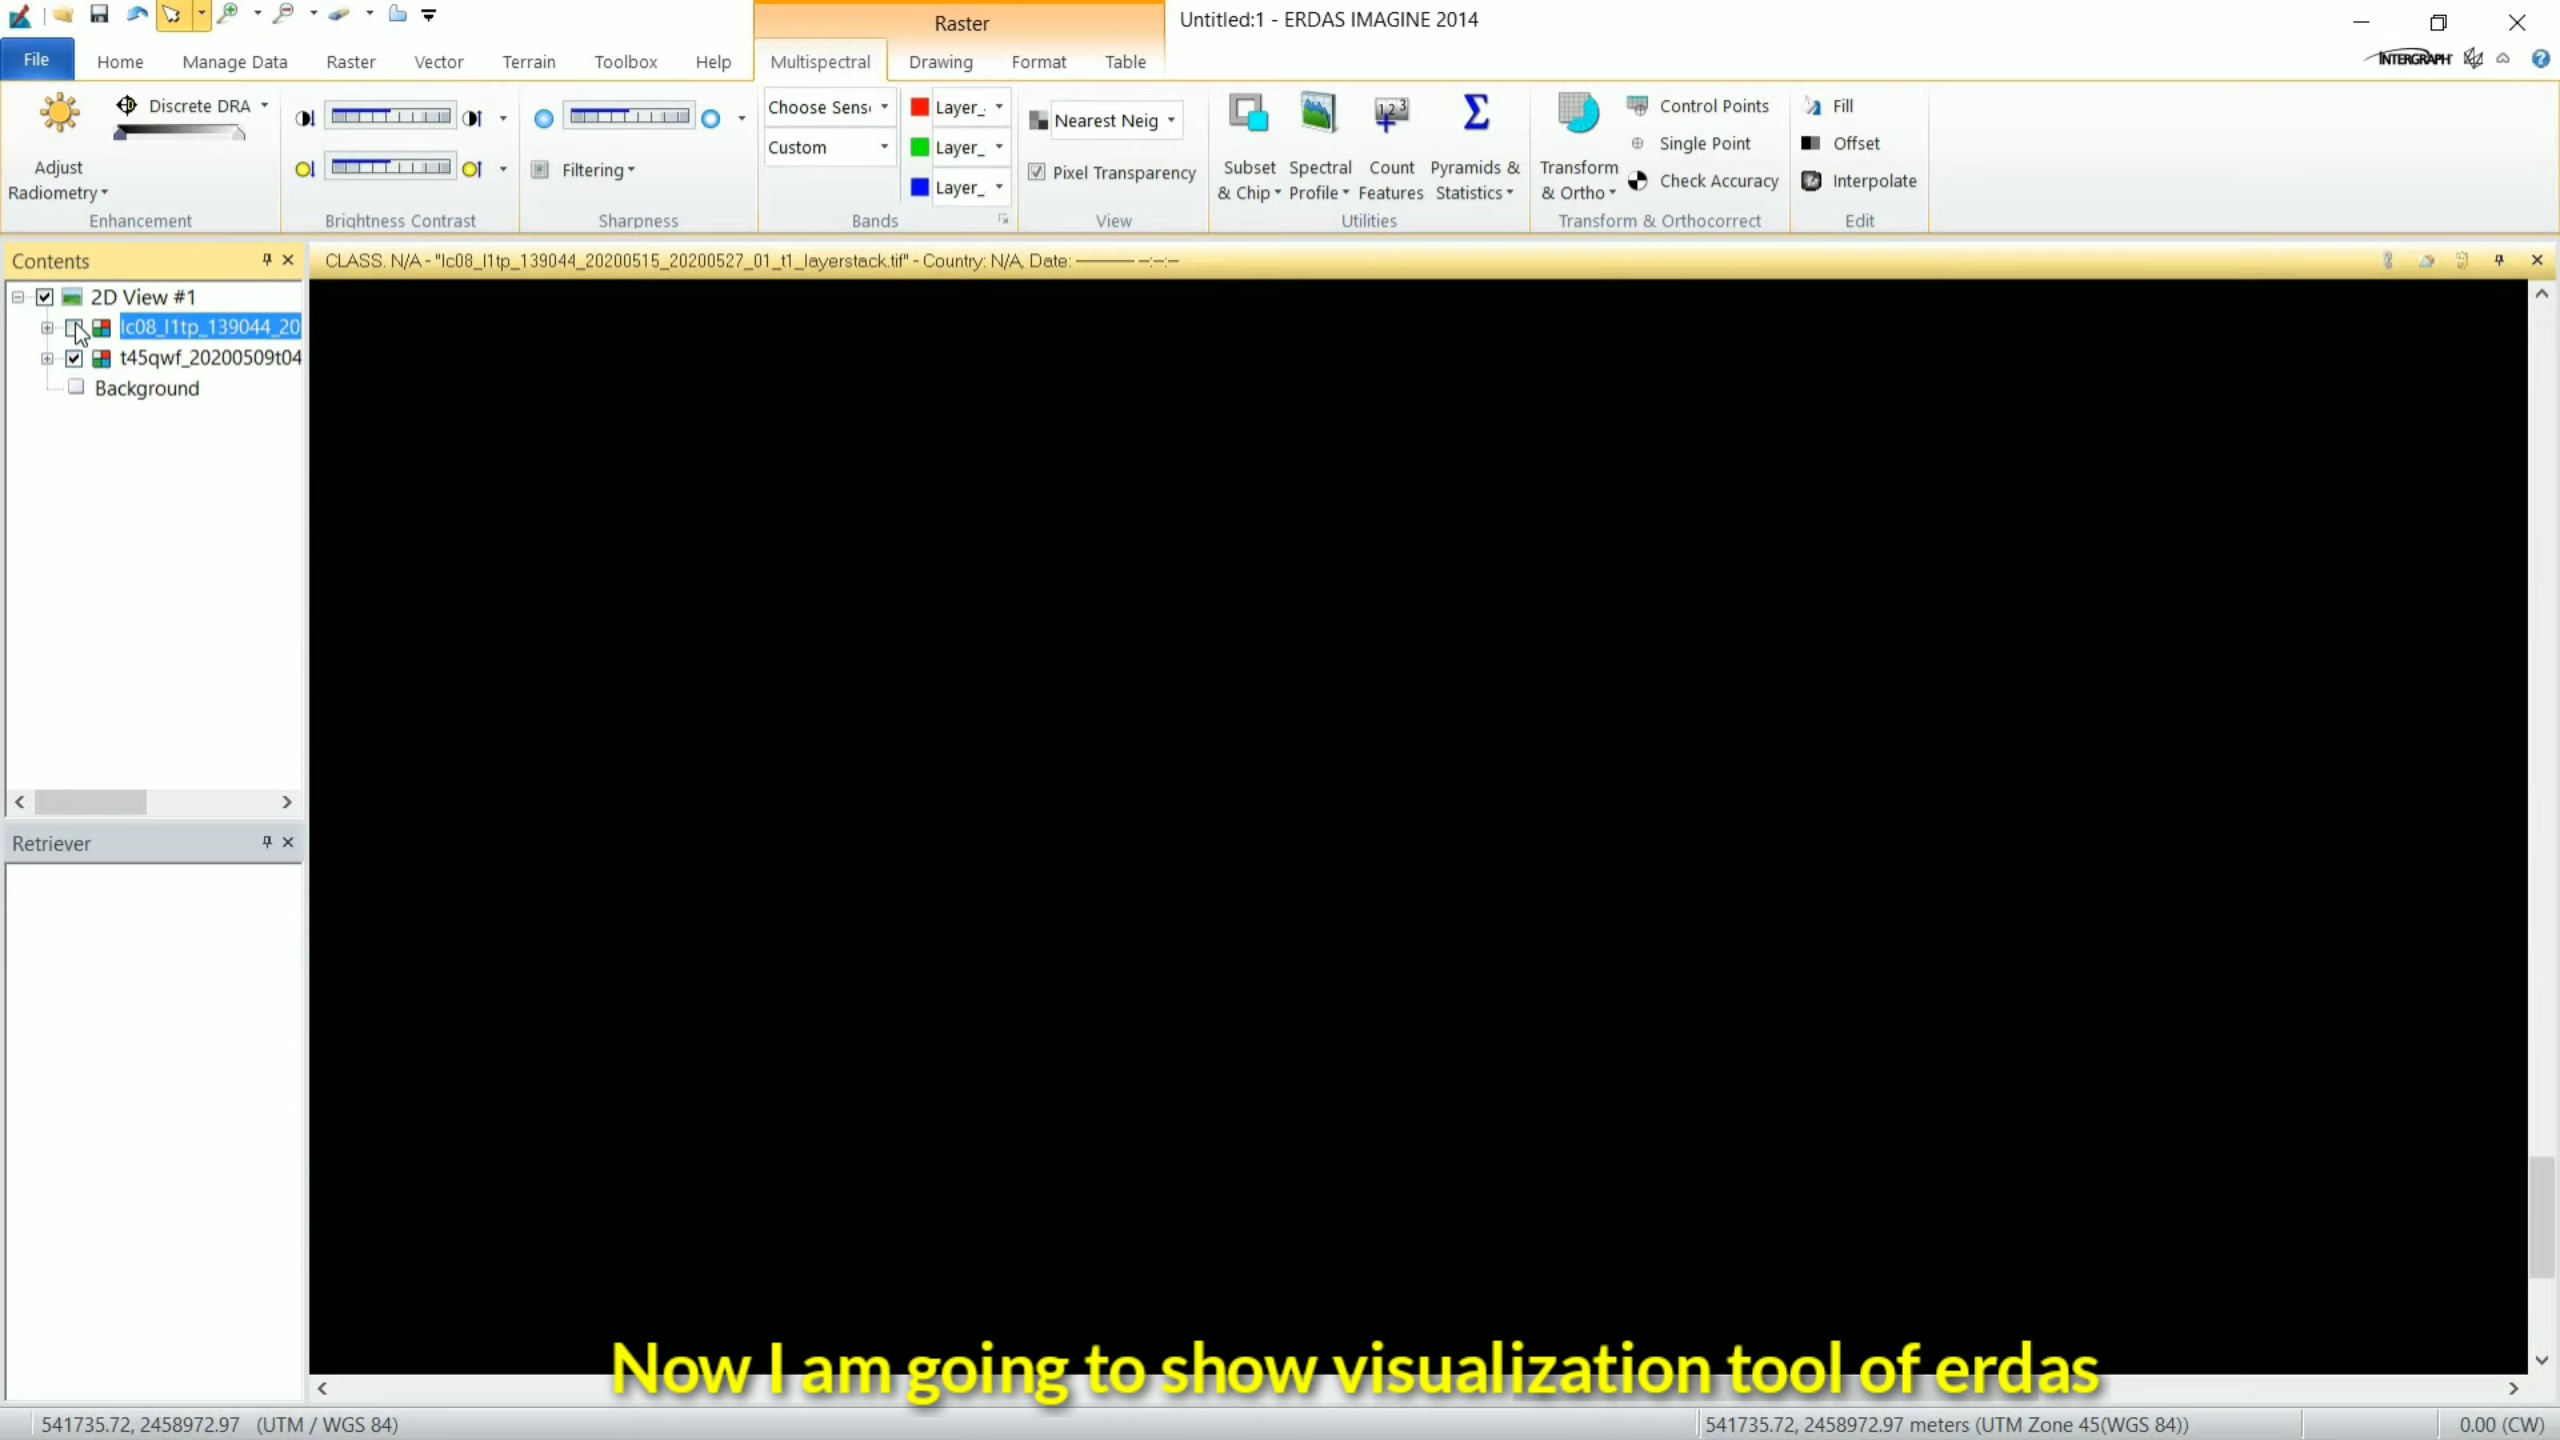 Raster
Untitled:1 - ERDAS IMAGINE 2014
File
Home
Manage Data
Raster
Vector
Terrain
Toolbox
Help
Multispectral
Drawing
Format
Table
INTERGRAPH
Adjust
Radiometry
Discrete DRA
Enhancement
Brightness Contrast
Filtering
Sharpness
Choose Sens
Custom
Layer_
Layer_
Layer_
Bands
Nearest Neig
Pixel Transparency
View
Subset
& Chip
Spectral
Profile
Count
Features
Pyramids &
Statistics
Utilities
Transform
& Ortho
Control Points
Single Point
Check Accuracy
Transform & Orthocorrect
Fill
Offset
Interpolate
Edit
Contents
CLASS. N/A - "lc08_l1tp_139044_20200515_20200527_01_t1_layerstack.tif" - Country: N/A, Date: ——— --:--:--
2D View #1
lc08_l1tp_139044_20
t45qwf_20200509t04
Background
Retriever
Now I am going to show visualization tool of erdas
541735.72, 2458972.97 (UTM / WGS 84)
541735.72, 2458972.97 meters (UTM Zone 45(WGS 84))
0.00 (CW)